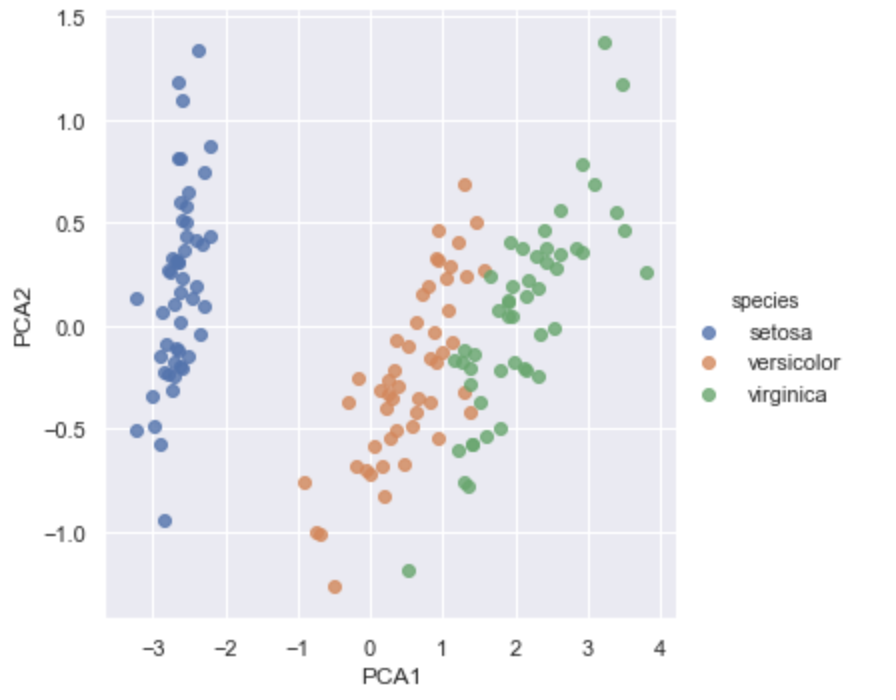 1.5
1.0
0.5
0.0
−0.5
−1.0
PCA2
−3 −2 −1 0 1 2 3 4
PCA1
species
setosa
versicolor
virginica